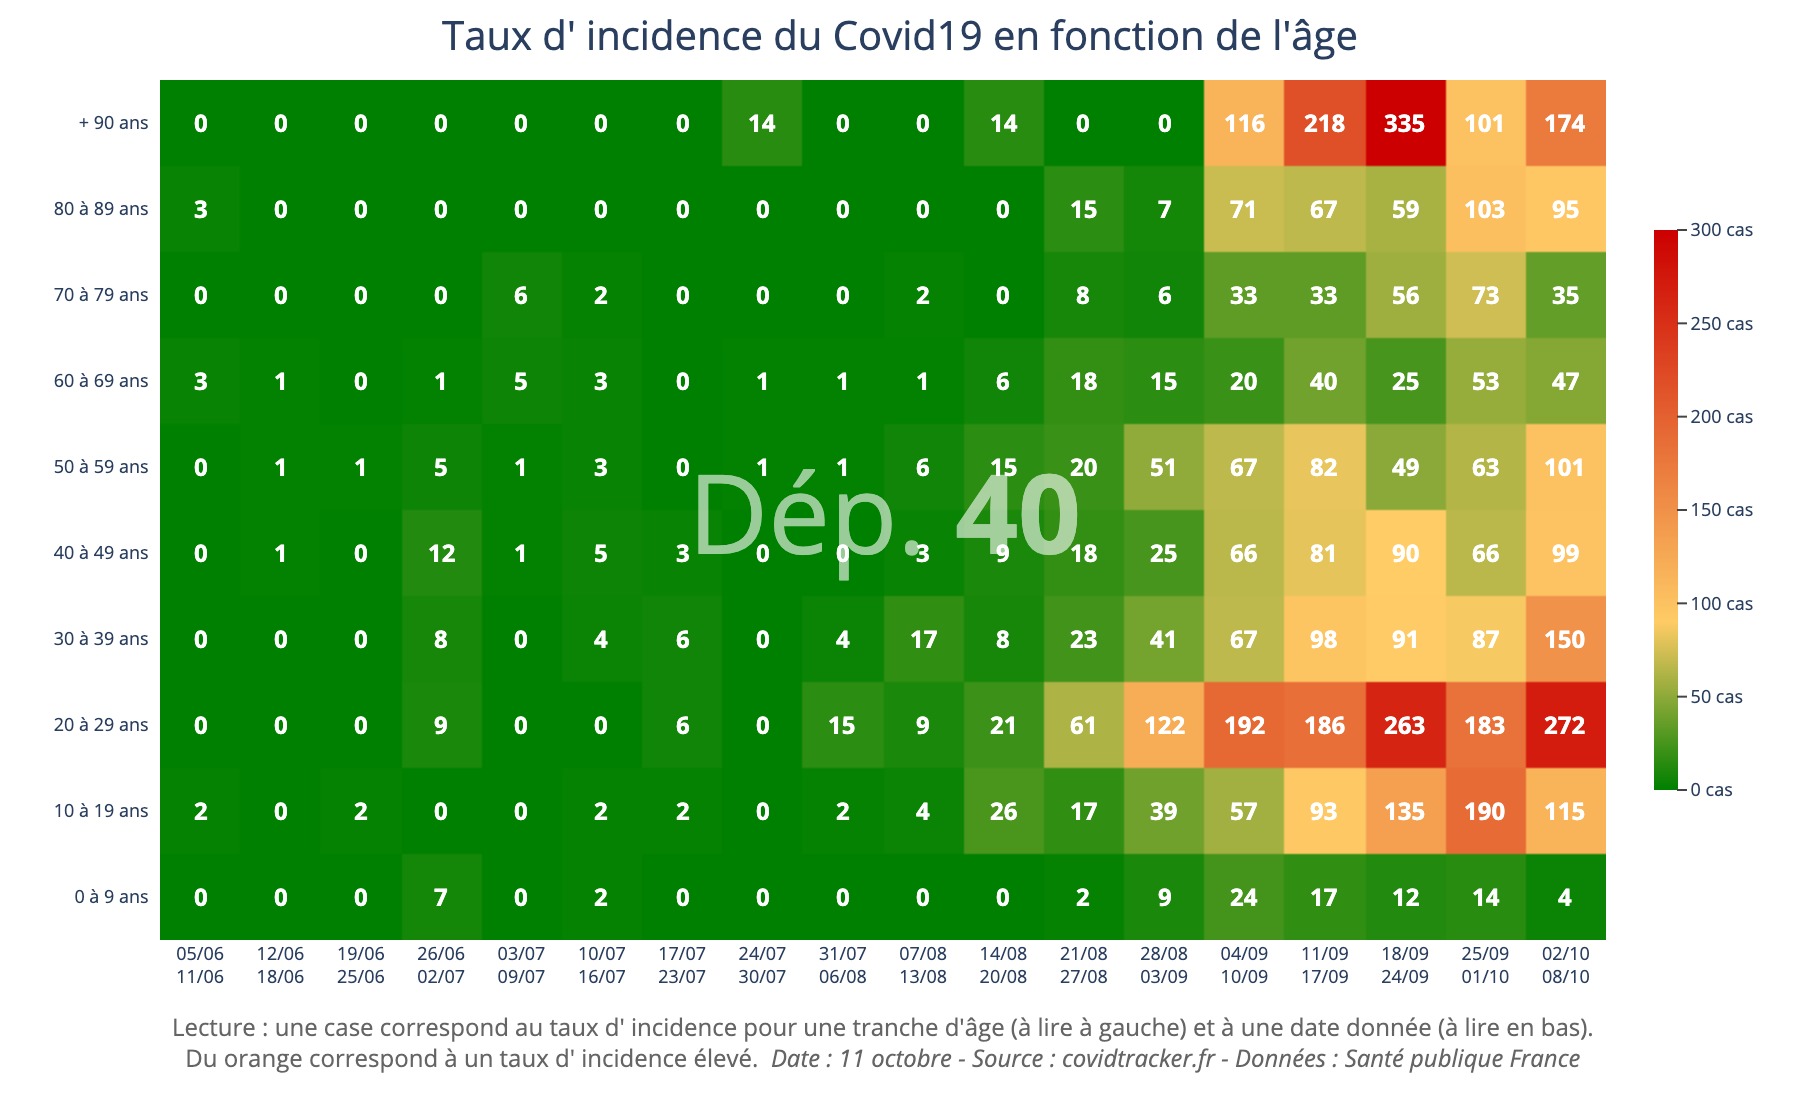 Taux d' incidence du Covid19 en fonction de l'âge
+ 90 ans 0 0 0 0 0 0 0 14 0 0 14 0 0 116 218 335 101 174
80 à 89 ans 3 0 0 0 0 0 0 0 0 0 0 15 7 71 67 59 103 95
70 à 79 ans 0 0 0 0 6 2 0 0 0 2 0 8 6 33 33 56 73 35
60 à 69 ans 3 1 0 1 5 3 0 1 1 1 6 18 15 20 40 25 53 47
50 à 59 ans 0 1 1 5 1 3 0 1 1 6 15 20 51 67 82 49 63 101
Dép. 40
40 à 49 ans 0 1 0 12 1 5 3 0 0 3 9 18 25 66 81 90 66 99
30 à 39 ans 0 0 0 8 0 4 6 0 4 17 8 23 41 67 98 91 87 150
20 à 29 ans 0 0 0 9 0 0 6 0 15 9 21 61 122 192 186 263 183 272
10 à 19 ans 2 0 2 0 0 2 2 0 2 4 26 17 39 57 93 135 190 115
0 à 9 ans 0 0 0 7 0 2 0 0 0 0 0 2 9 24 17 12 14 4
05/06 12/06 19/06 26/06 03/07 10/07 17/07 24/07 31/07 07/08 14/08 21/08 28/08 04/09 11/09 18/09 25/09 02/10
11/06 18/06 25/06 02/07 09/07 16/07 23/07 30/07 06/08 13/08 20/08 27/08 03/09 10/09 17/09 24/09 01/10 08/10
300 cas
250 cas
200 cas
150 cas
100 cas
50 cas
0 cas
Lecture : une case correspond au taux d' incidence pour une tranche d'âge (à lire à gauche) et à une date donnée (à lire en bas).
Du orange correspond à un taux d' incidence élevé. Date : 11 octobre - Source : covidtracker.fr - Données : Santé publique France